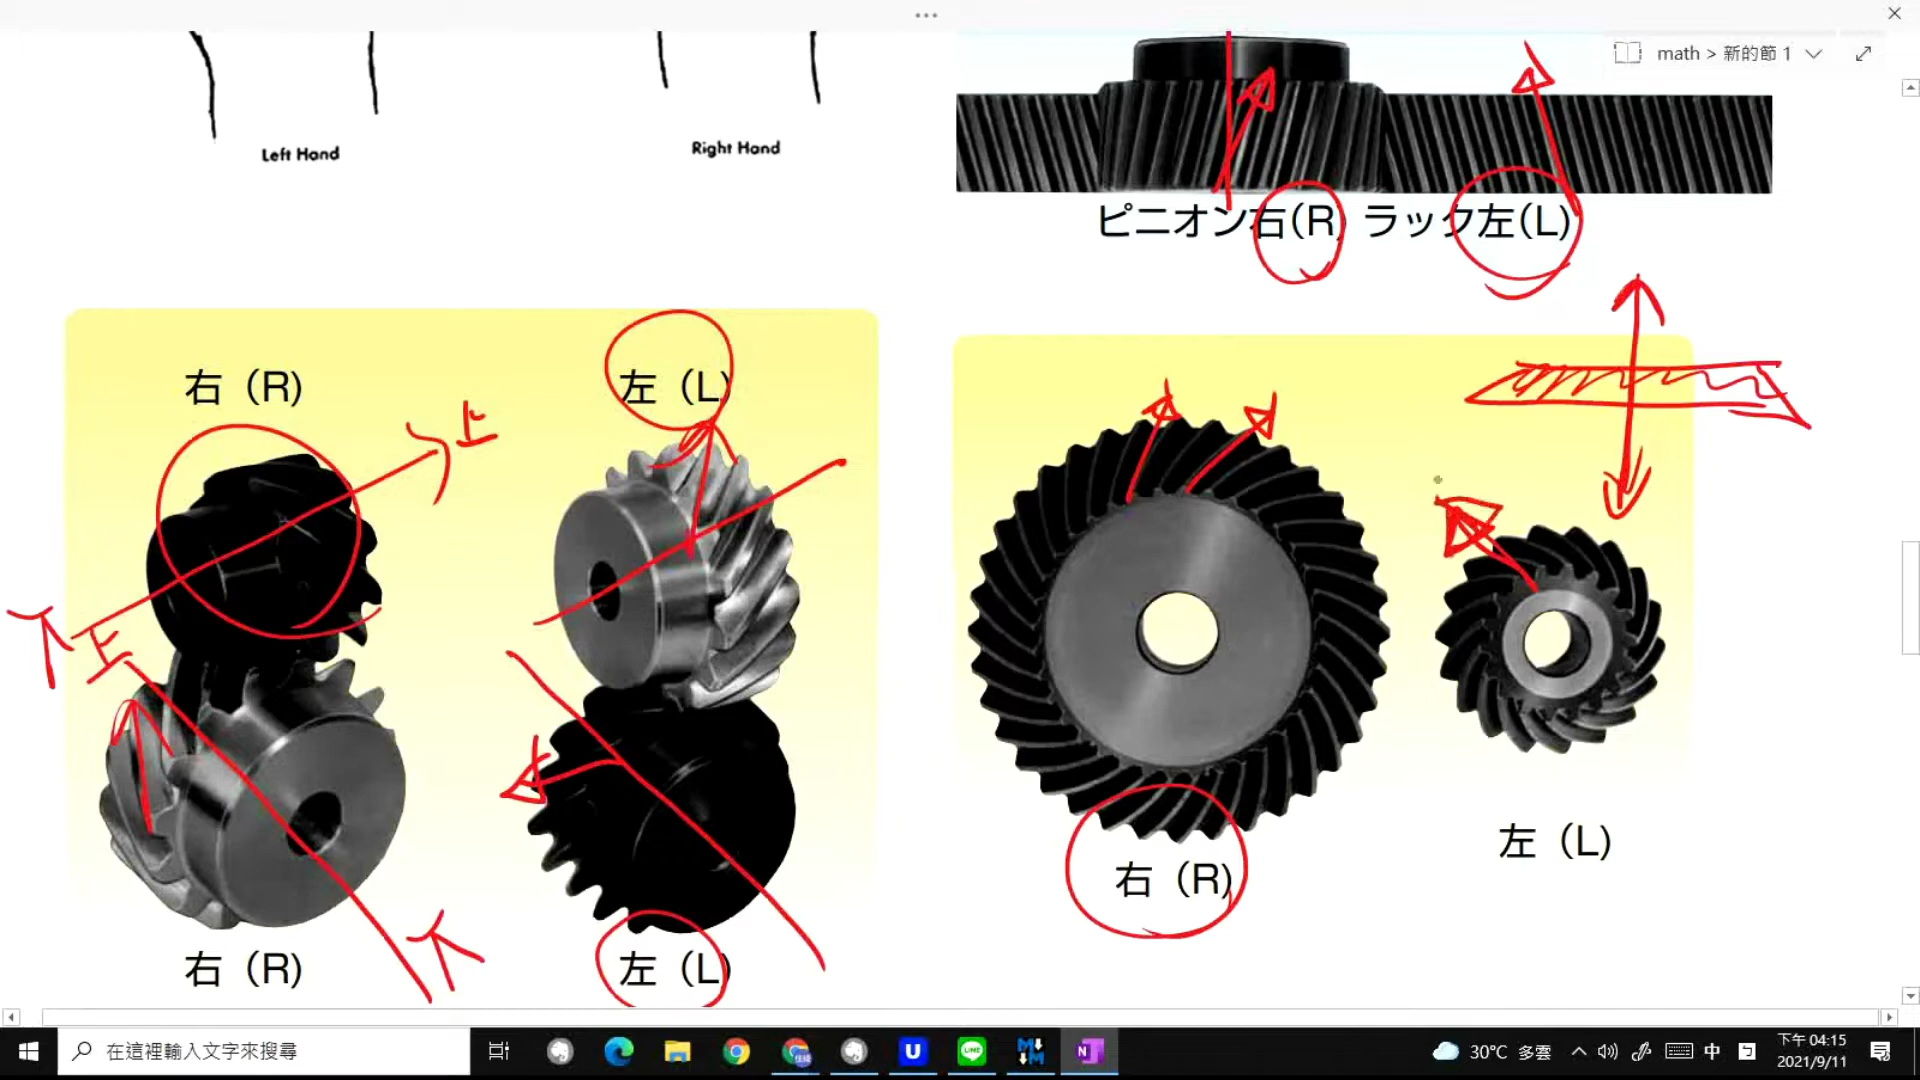 math > 新的節 1
Left Hand
Right Hand
ピニオン右(R) ラック左(L)
右（R)
左（L)
上
上
下
右（R)
左（L)
右（R)
左（L)
在這裡輸入文字來搜尋
U
LINE
N
30°C 多雲
中
下午 04:15
2021/9/11